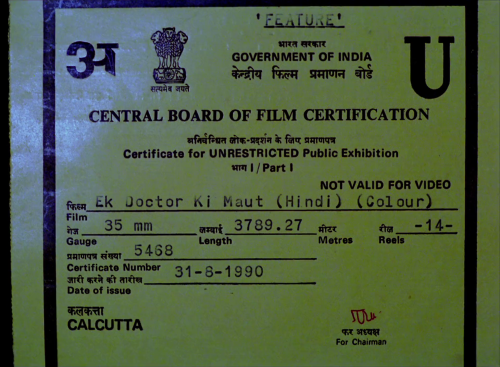 'FEATURE'
अ
भारत सरकार
U
GOVERNMENT OF INDIA
केन्द्रीय फिल्म प्रमाणन बोर्ड
सत्यमेव जयते
CENTRAL BOARD OF FILM CERTIFICATION
अनिर्बन्धित लोक-प्रदर्शन के लिए प्रमाणपत्र
Certificate for UNRESTRICTED Public Exhibition
भाग I / Part I
NOT VALID FOR VIDEO
फिल्म Ek Doctor Ki Maut (Hindi) (Colour)
Film
गेज 35 mm लम्बाई 3789.27 मीटर रील -14-
Gauge Length Metres Reels
प्रमाणपत्र संख्या 5468
Certificate Number 31-8-1990
जारी करने की तारीख
Date of issue
कलकत्ता
CALCUTTA
कर अध्यक्ष
For Chairman